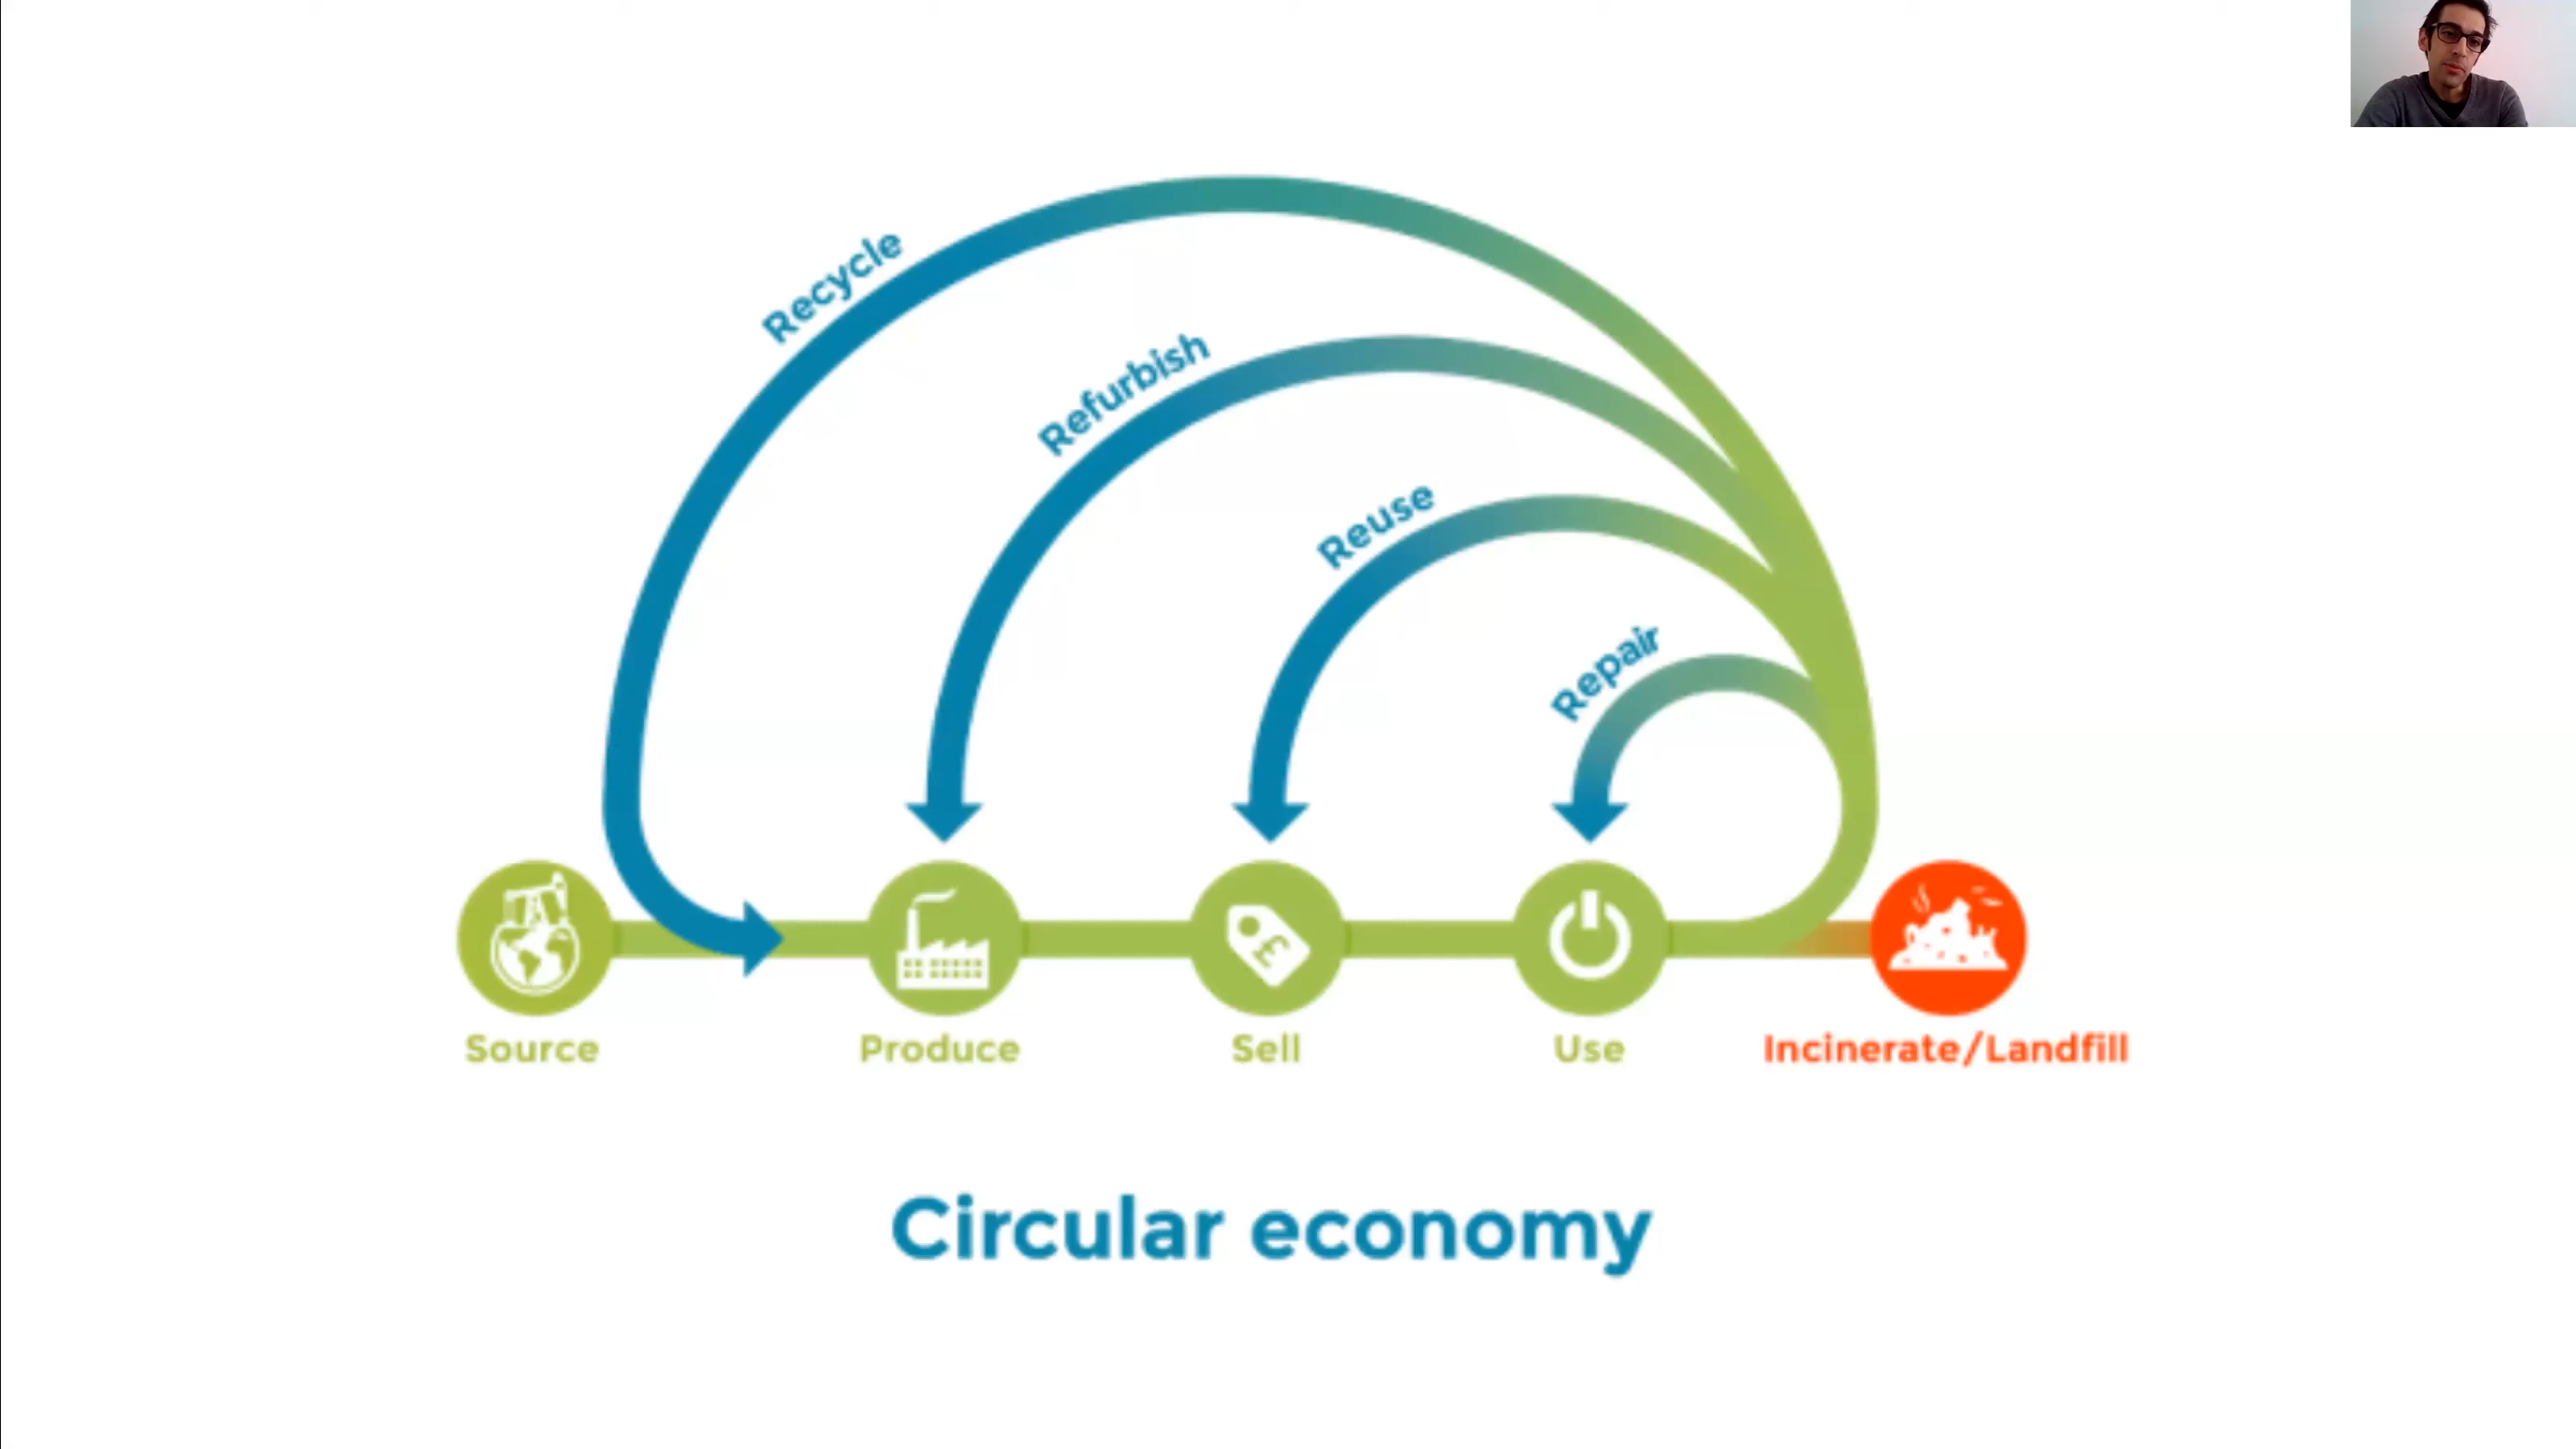 Recycle
Refurbish
Reuse
Repair
£
Source
Produce
Sell
Use
Incinerate/Landfill
Circular economy